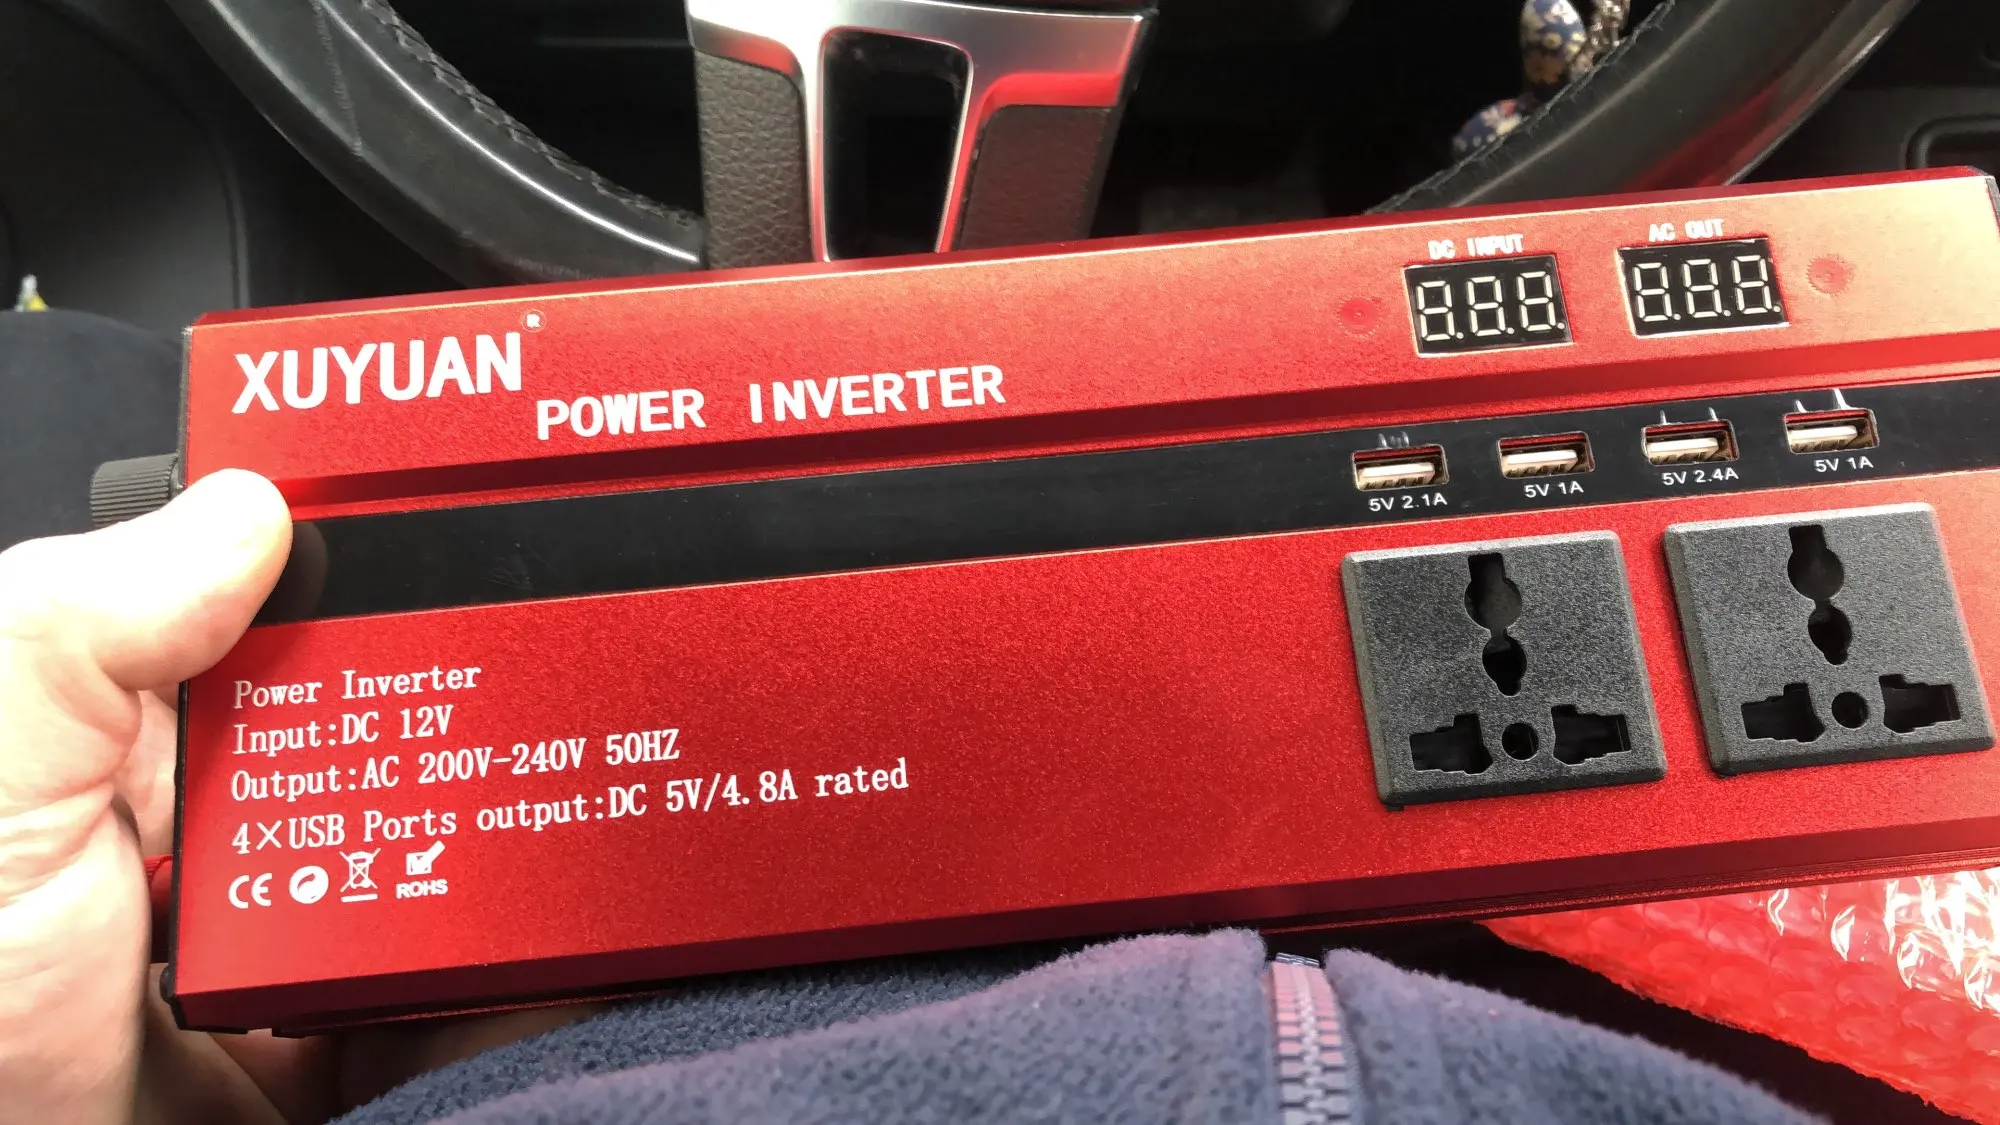 XUYUAN®
POWER INVERTER
DC INPUT
AC OUT
5V 2.1A
5V 1A
5V 2.4A
5V 1A
Power Inverter
Input:DC 12V
Output:AC 200V-240V 50HZ
4×USB Ports output:DC 5V/4.8A rated
CE
ROHS